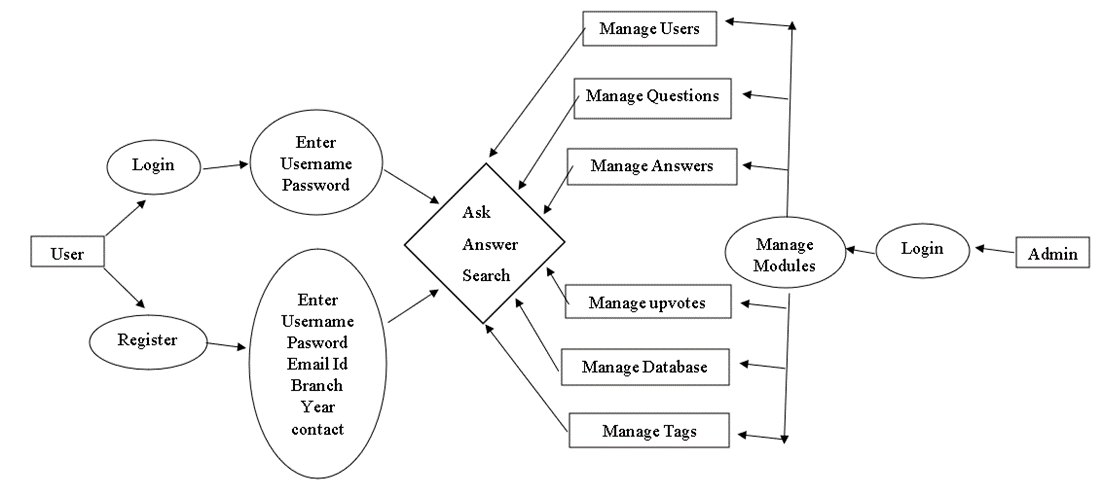 Manage Users
Manage Questions
Manage Answers
Enter
Username
Password
Login
Ask
Answer
Search
User
Manage
Modules
Login
Admin
Register
Enter
Username
Pasword
Email Id
Branch
Year
contact
Manage upvotes
Manage Database
Manage Tags